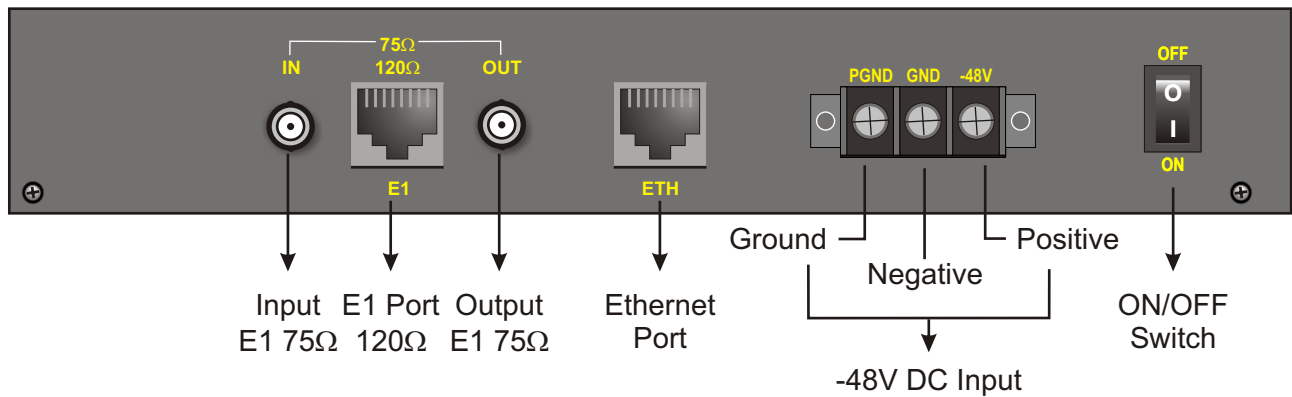 75Ω
IN 120Ω OUT
E1
ETH
PGND GND -48V
OFF
O
I
ON
Input
E1 75Ω
E1 Port
120Ω
Output
E1 75Ω
Ethernet
Port
Ground
Negative
Positive
-48V DC Input
ON/OFF
Switch